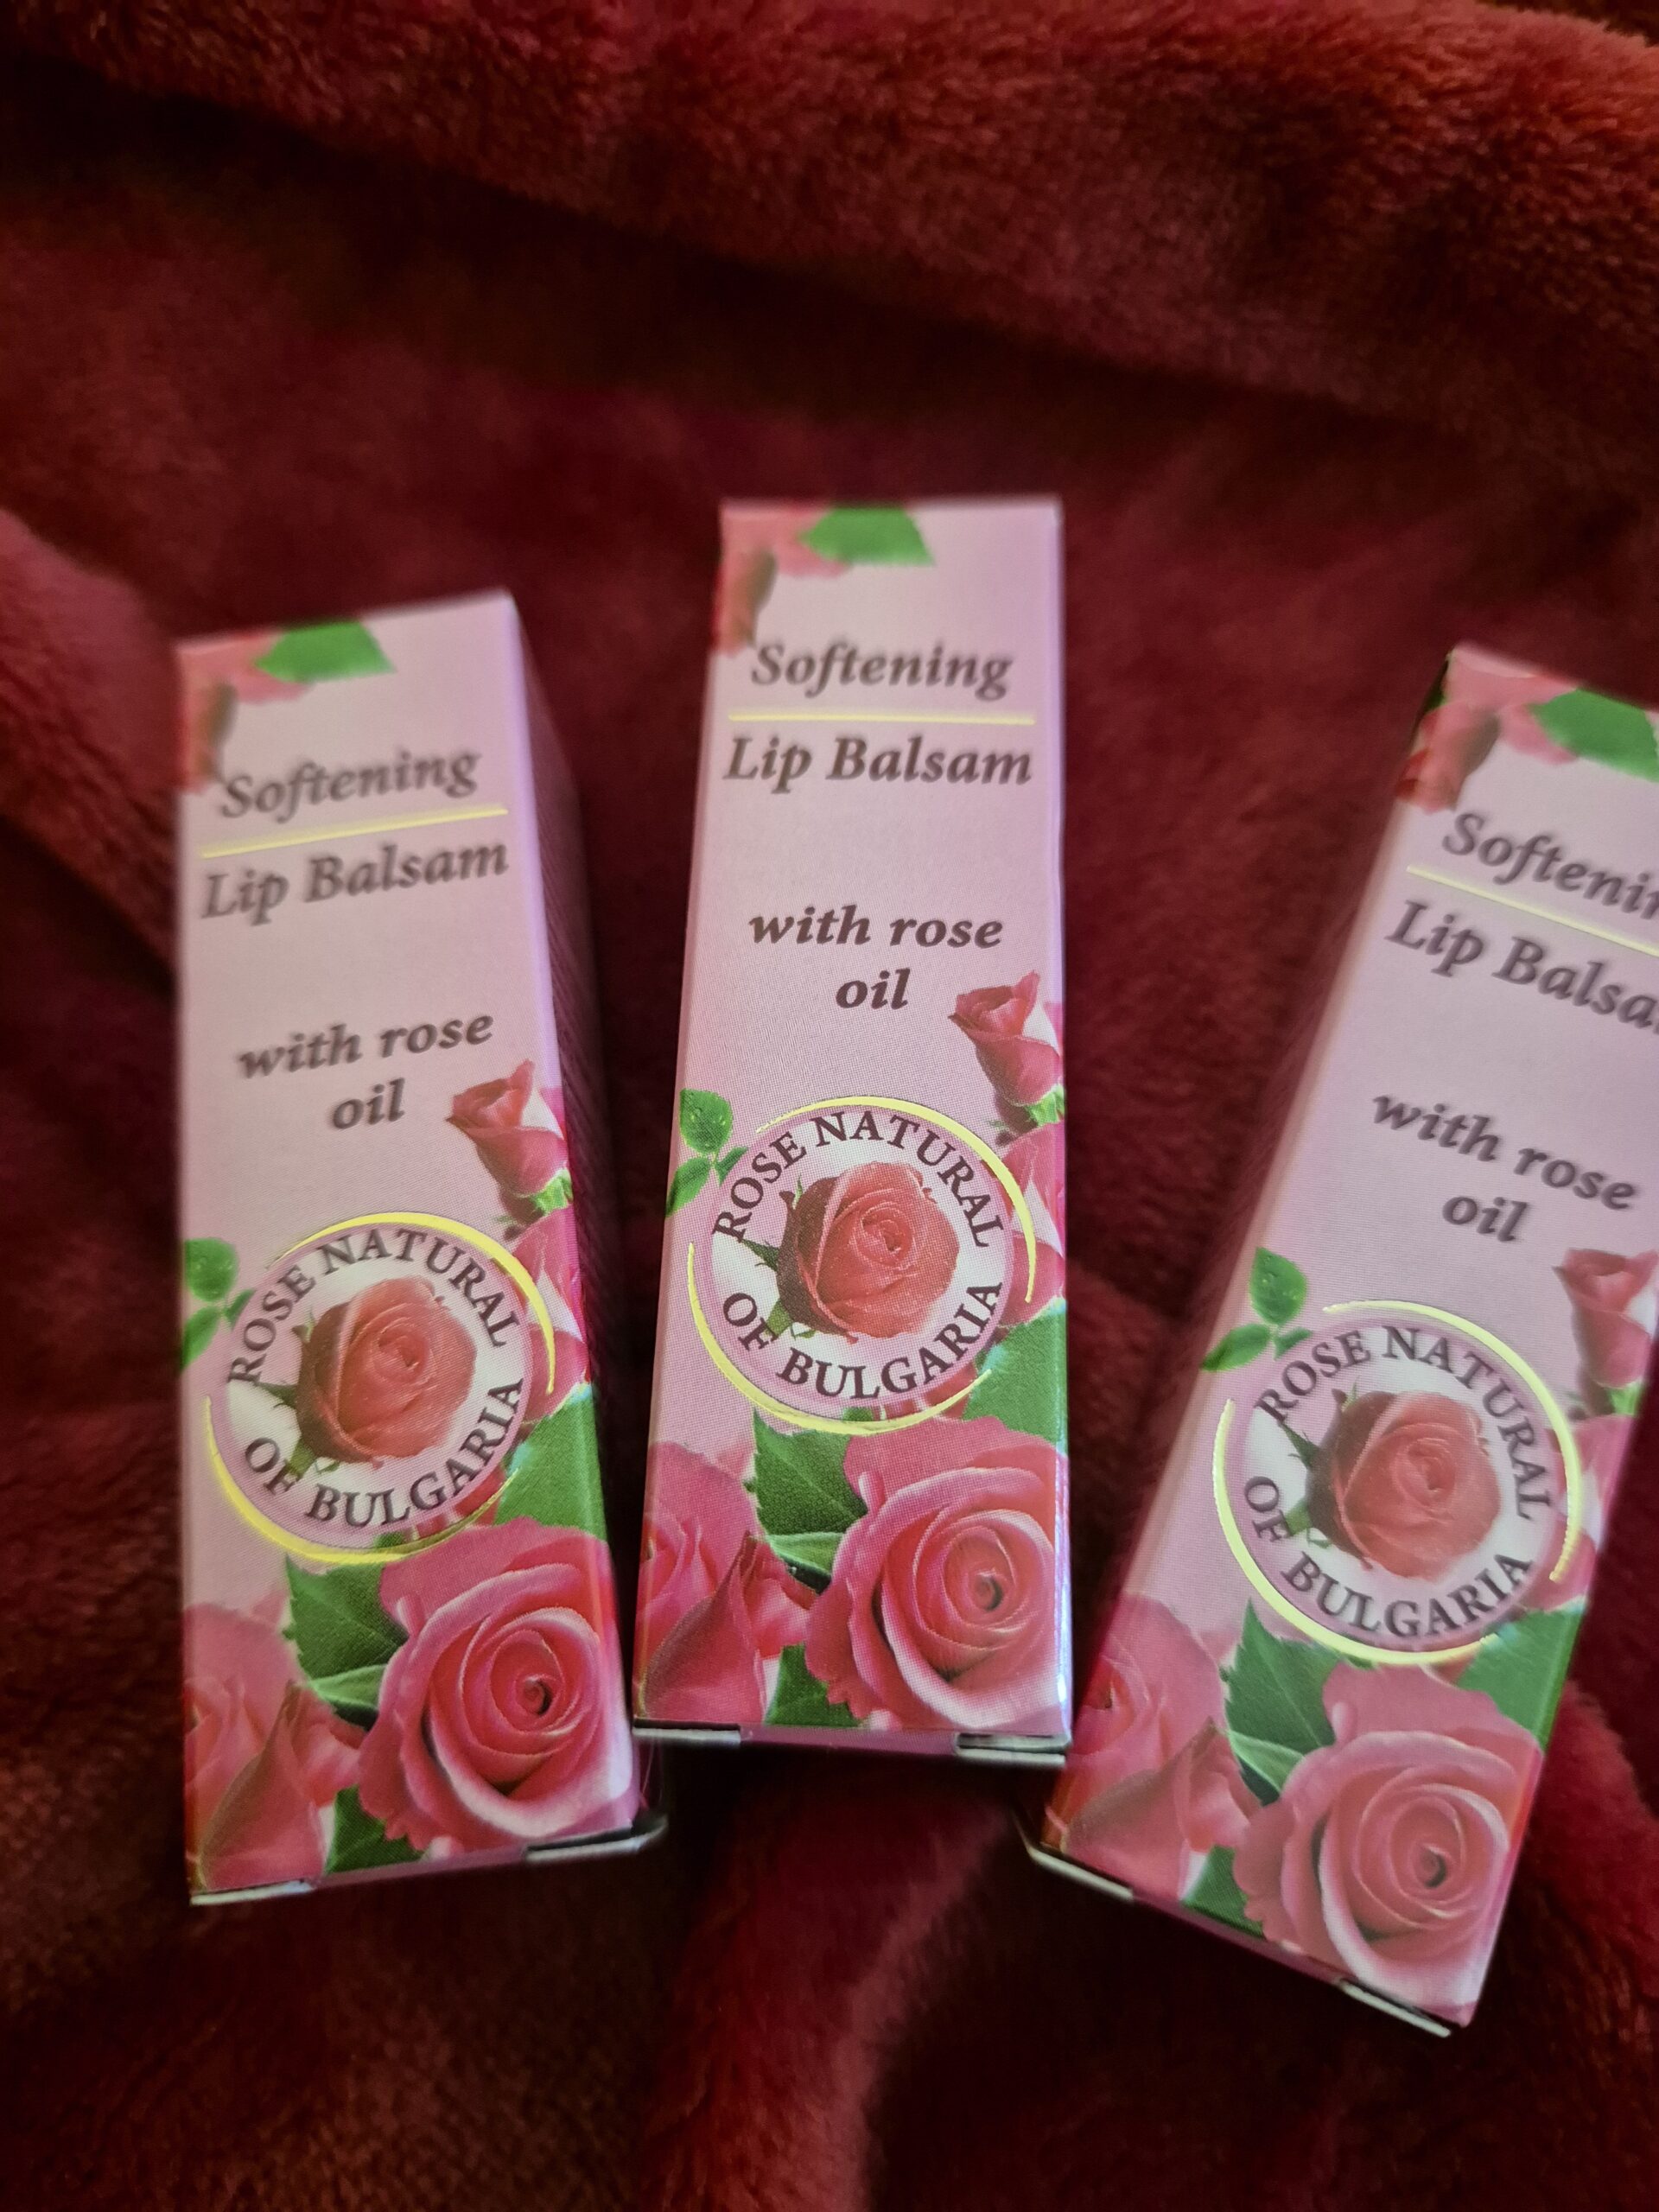 Softening
Lip Balsam
with rose
oil
ROSE NATURAL
OF BULGARIA
Softening
Lip Balsam
with rose
oil
ROSE NATURAL
OF BULGARIA
Softenin
Lip Balsa
with rose
oil
ROSE NATURAL
OF BULGARIA